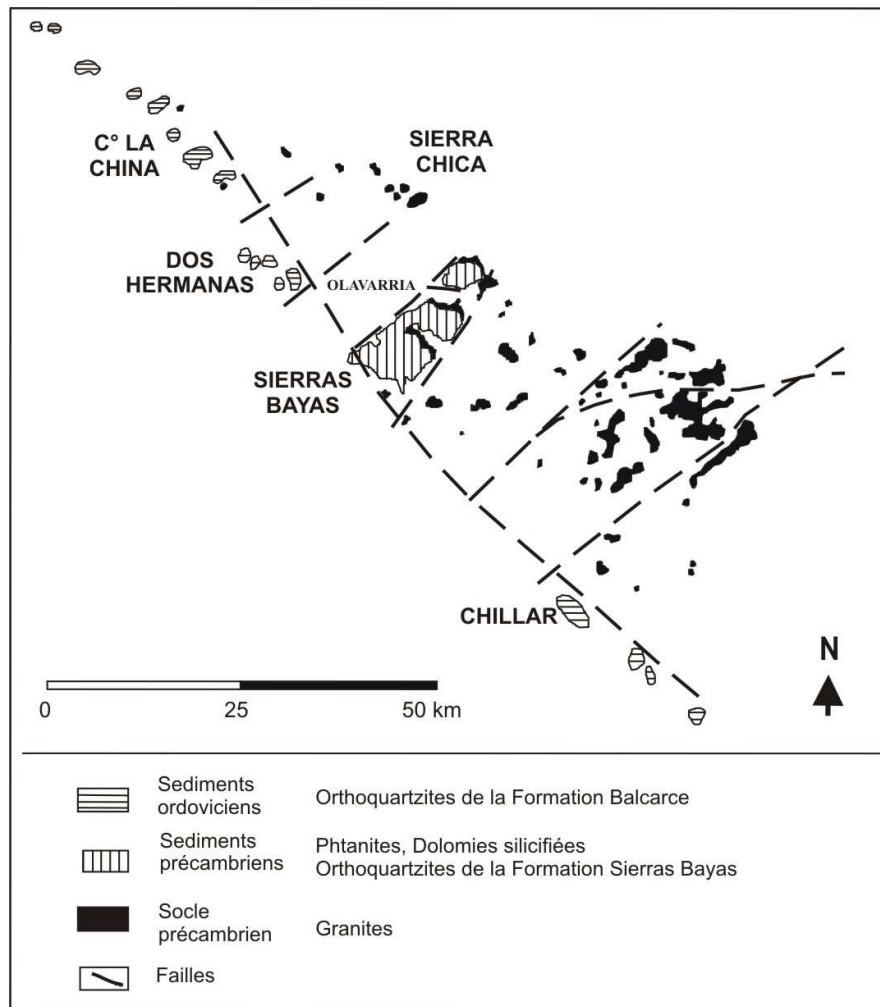 C° LA
CHINA
SIERRA
CHICA
DOS
HERMANAS
OLAVARRIA
SIERRAS
BAYAS
CHILLAR
N
0 25 50 km
Sediments
ordoviciens
Orthoquartzites de la Formation Balcarce
Sediments
précambriens
Phtanites, Dolomies silicifiées
Orthoquartzites de la Formation Sierras Bayas
Socle
précambrien
Granites
Failles